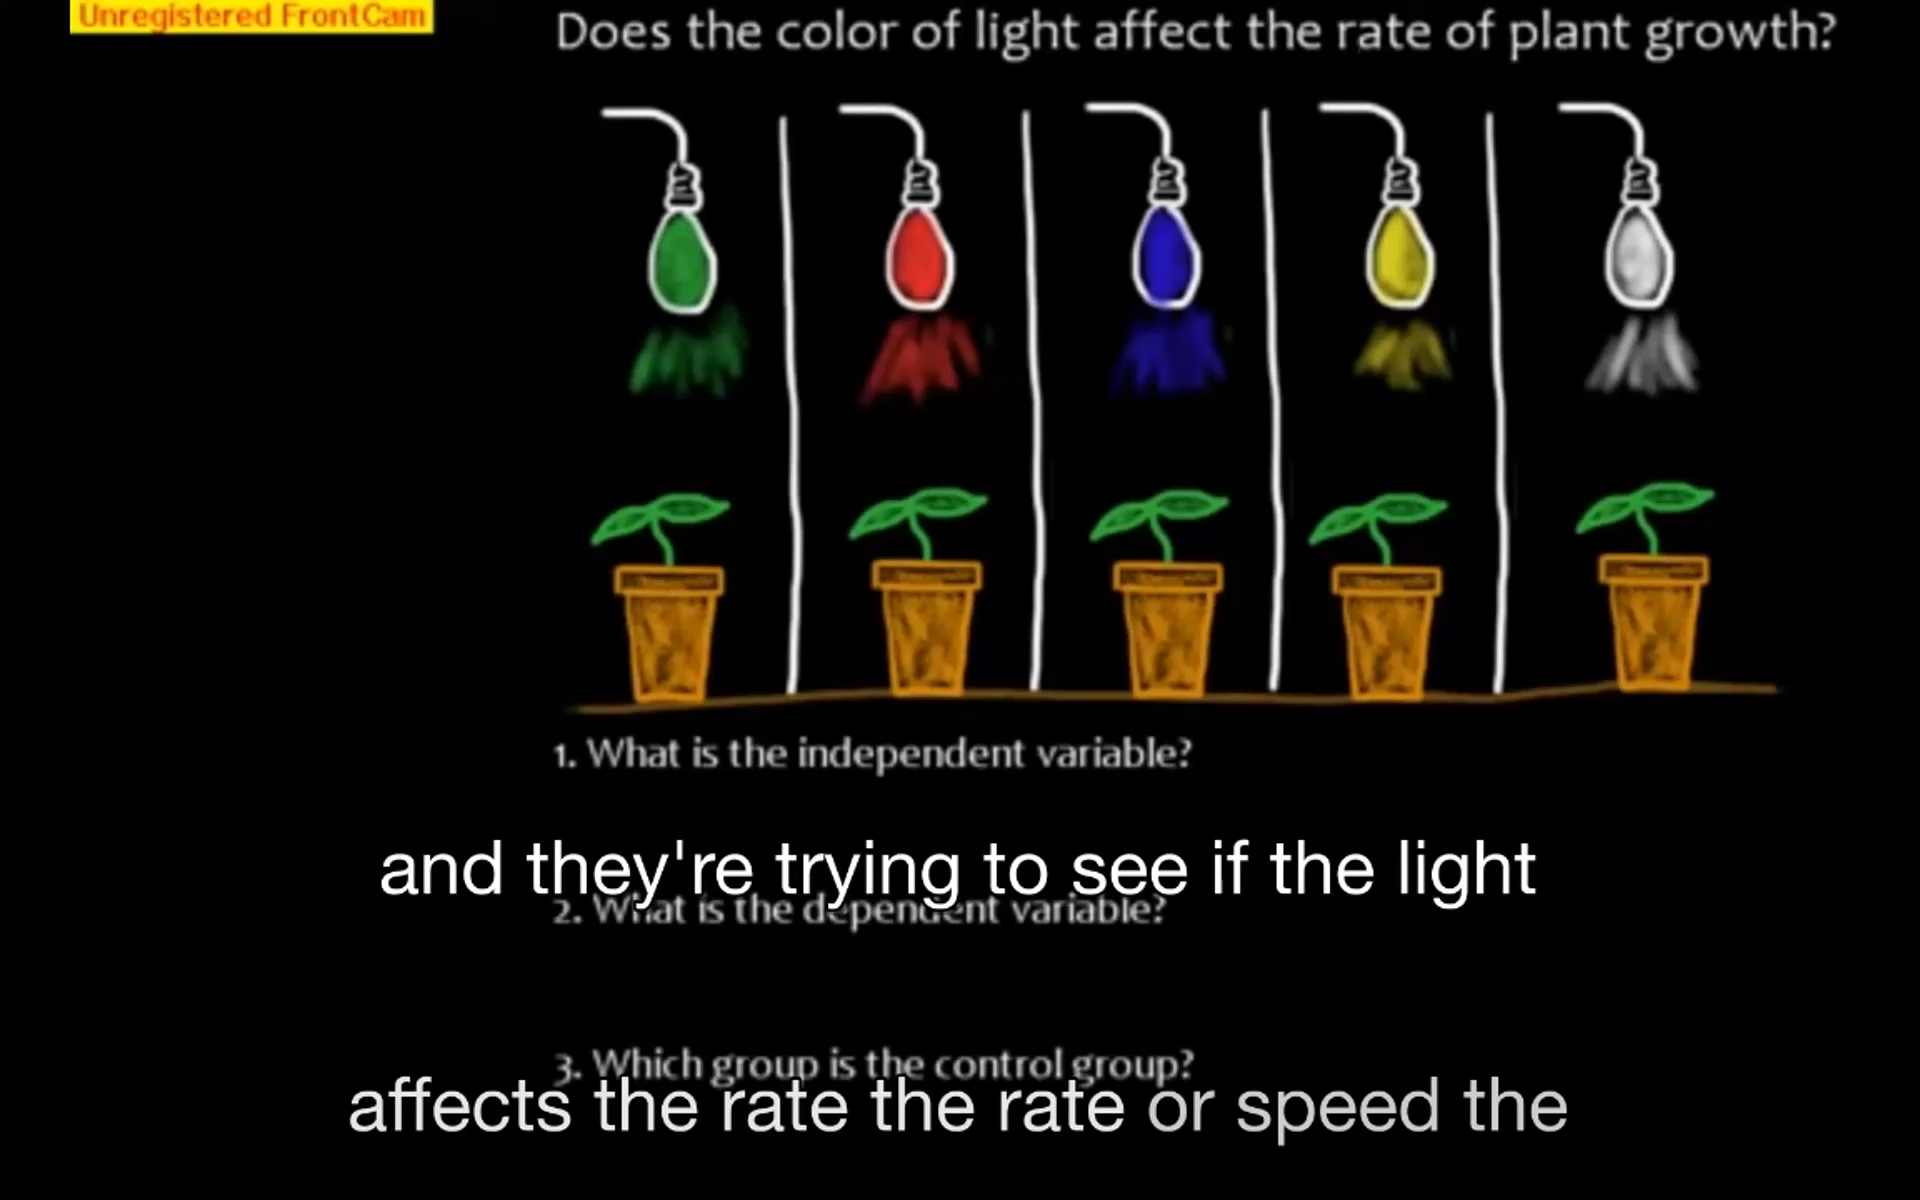 Unregistered FrontCam
Does the color of light affect the rate of plant growth?
1. What is the independent variable?
and they're trying to see if the light
2. What is the dependent variable?
3. Which group is the control group?
affects the rate the rate or speed the